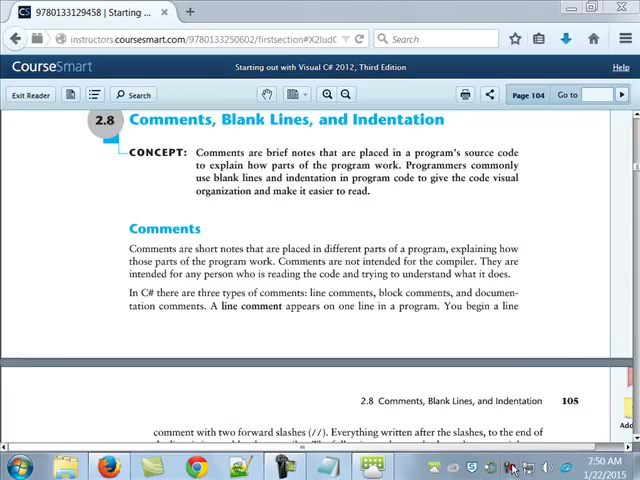 9780133129458 | Starting ...
instructors.coursesmart.com/9780133250602/firstsection#X2ludC
Search
CourseSmart
Starting out with Visual C# 2012, Third Edition
Help
Exit Reader
Search
Page 104
Go to
2.8 Comments, Blank Lines, and Indentation
CONCEPT: Comments are brief notes that are placed in a program's source code
to explain how parts of the program work. Programmers commonly
use blank lines and indentation in program code to give the code visual
organization and make it easier to read.
Comments
Comments are short notes that are placed in different parts of a program, explaining how
those parts of the program work. Comments are not intended for the compiler. They are
intended for any person who is reading the code and trying to understand what it does.
In C# there are three types of comments: line comments, block comments, and documen-
tation comments. A line comment appears on one line in a program. You begin a line
2.8 Comments, Blank Lines, and Indentation 105
Add
comment with two forward slashes (//). Everything written after the slashes, to the end of
7:50 AM
1/22/2015